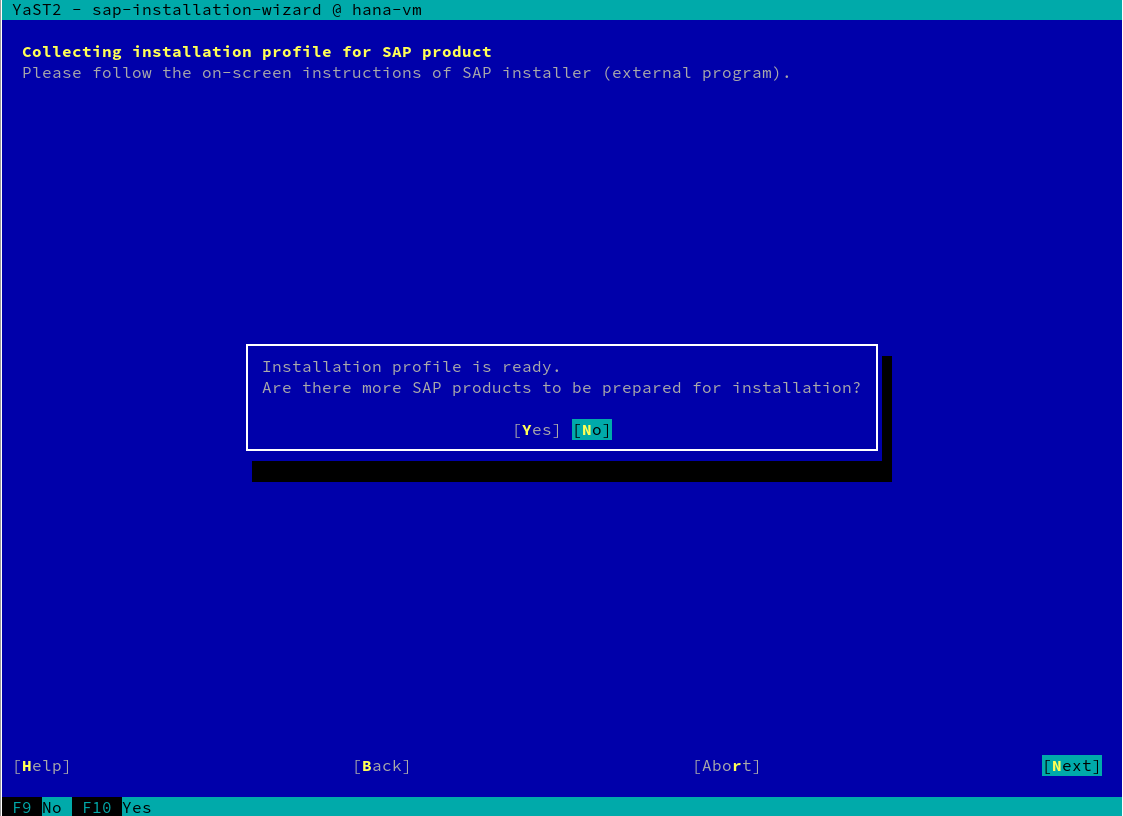 YaST2 - sap-installation-wizard @ hana-vm
Collecting installation profile for SAP product
Please follow the on-screen instructions of SAP installer (external program).
Installation profile is ready.
Are there more SAP products to be prepared for installation?
[Yes] [No]
[Help] [Back] [Abort] [Next]
F9 No F10 Yes